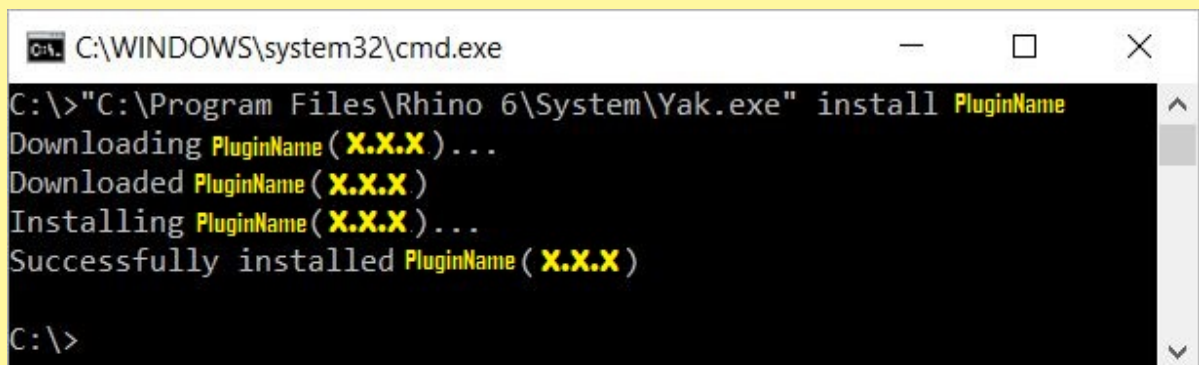 C:\WINDOWS\system32\cmd.exe
C:\>"C:\Program Files\Rhino 6\System\Yak.exe" install PluginName
Downloading PluginName (X.X.X)...
Downloaded PluginName (X.X.X)
Installing PluginName (X.X.X)...
Successfully installed PluginName (X.X.X)
C:\>